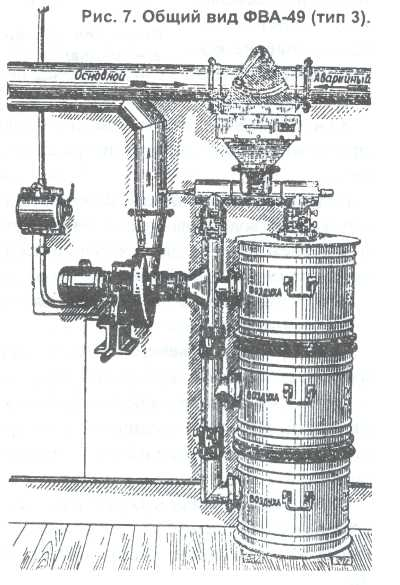 Рис. 7. Общий вид ФВА-49 (тип 3).
Основной
Аварийный
ВОЗДУХА
ВОЗДУХА
ВОЗДУХА